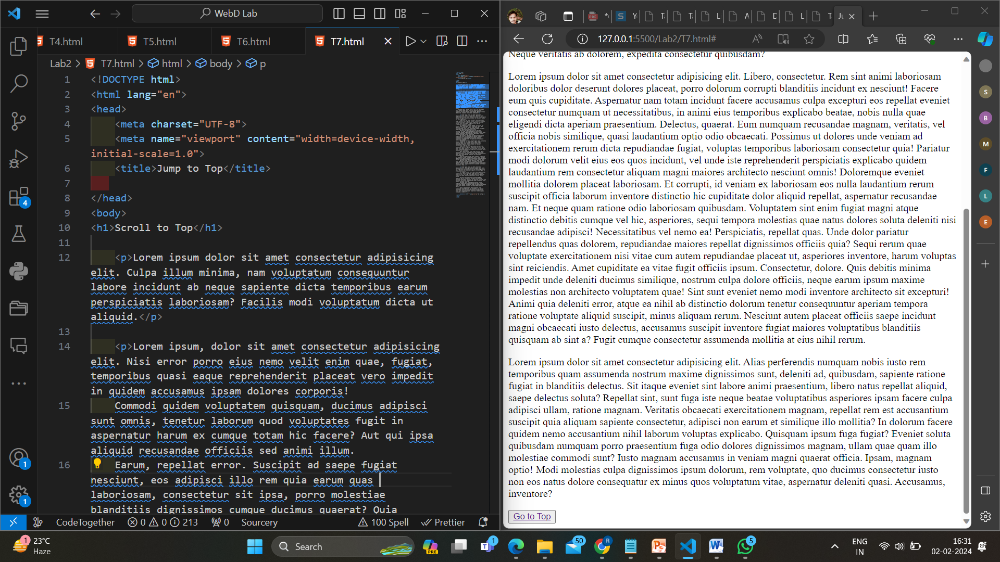 WebD Lab
T4.html
T5.html
T6.html
T7.html
Lab2 > T7.html > html > body > p
1 <!DOCTYPE html>
2 <html lang="en">
3 <head>
4 <meta charset="UTF-8">
5 <meta name="viewport" content="width=device-width,
initial-scale=1.0">
6 <title>Jump to Top</title>
7
8 </head>
9 <body>
10 <h1>Scroll to Top</h1>
11
12 <p>Lorem ipsum dolor sit amet consectetur adipisicing
elit. Culpa illum minima, nam voluptatum consequuntur
labore incidunt ab neque sapiente dicta temporibus earum
perspiciatis laboriosam? Facilis modi voluptatum dicta ut
aliquid.</p>
13
14 <p>Lorem ipsum, dolor sit amet consectetur adipisicing
elit. Nisi error porro eius nemo velit enim quae, fugiat,
temporibus quasi eaque reprehenderit placeat vero impedit
in quidem accusamus ipsam dolores corporis!
15 Commodi quidem voluptatem quisquam, ducimus adipisci
sunt omnis, tenetur laborum quod voluptates fugit in
aspernatur harum ex cumque totam hic facere? Aut qui ipsa
aliquid recusandae officiis sed animi illum.
16 Earum, repellat error. Suscipit ad saepe fugiat
nesciunt, eos adipisci illo rem quia earum quas
laboriosam, consectetur sit ipsa, porro molestiae
blanditiis dignissimos cumque ducimus quaerat? Quia
4
1
1
CodeTogether 0 0 213 0 Sourcery 100 Spell Prettier
127.0.0.1:5500/Lab2/T7.html#
Neque veritatis ab dolorem, expedita consectetur quibusdam?
Lorem ipsum dolor sit amet consectetur adipisicing elit. Libero, consectetur. Rem sint animi laboriosam
doloribus dolor deserunt dolores placeat, porro dolorum corrupti blanditiis incidunt ex nesciunt! Facere
eum quis cupiditate. Aspernatur nam totam incidunt facere accusamus culpa excepturi eos repellat eveniet
consectetur numquam ut necessitatibus, in animi eius temporibus explicabo beatae, nobis nulla quae
eligendi dicta aperiam praesentium. Delectus, quaerat. Eum numquam recusandae magnam, veritatis, vel
officia nobis similique, quasi laudantium optio odio obcaecati. Possimus ut dolores unde veniam ad
exercitationem rerum dicta repudiandae fugiat, voluptas temporibus laboriosam consectetur quia! Pariatur
modi dolorum velit eius eos quos incidunt, vel unde iste reprehenderit perspiciatis explicabo quidem
laudantium rem consectetur aliquam magni maiores architecto nesciunt omnis! Doloremque eveniet
mollitia dolorem placeat laboriosam. Et corrupti, id veniam ex laboriosam eos nulla laudantium rerum
suscipit officia laborum inventore distinctio hic cupiditate dolor aliquid repellat, aspernatur recusandae
nam. Et neque quam ratione odio laboriosam quibusdam. Voluptatem sint enim fugiat magni atque
distinctio debitis cumque vel hic, asperiores, sequi tempora molestias quae natus dolores soluta deleniti nisi
recusandae adipisci! Necessitatibus vel nemo ea! Perspiciatis, repellat quas. Unde dolor pariatur
repellendus quas dolorem, repudiandae maiores repellat dignissimos officiis quia? Sequi rerum quae
voluptate exercitationem nisi vitae cum autem repudiandae placeat ut, asperiores inventore, harum voluptas
sint reiciendis. Amet cupiditate ea vitae fugit officiis ipsum. Consectetur, dolore. Quis debitis minima
impedit unde deleniti ducimus similique, nostrum culpa dolore officiis, neque earum ipsum maxime
molestias non architecto voluptatem quae! Sint sunt eveniet nemo modi inventore architecto sit excepturi!
Animi quia deleniti error, atque ea nihil ab distinctio dolorum tenetur consequuntur aperiam tempora
ratione voluptate aliquid suscipit, minus aliquam rerum. Nesciunt autem placeat officiis saepe incidunt
magni obcaecati iusto delectus, accusamus suscipit inventore fugiat maiores voluptatibus blanditiis
quisquam ab sint a? Fugit cumque consectetur assumenda mollitia at eius nihil rerum.
Lorem ipsum dolor sit amet consectetur adipisicing elit. Alias perferendis numquam nobis iusto rem
temporibus quam assumenda nostrum maxime dignissimos sunt, deleniti ad, quibusdam, sapiente ratione
fugiat in blanditiis delectus. Sit itaque eveniet sint labore animi praesentium, libero natus repellat aliquid,
saepe delectus soluta? Repellat sint, sunt fuga iste neque beatae voluptatibus asperiores ipsam facere culpa
adipisci ullam, ratione magnam. Veritatis obcaecati exercitationem magnam, repellat rem est accusantium
suscipit quia aliquam sapiente consectetur, adipisci non earum et similique illo mollitia? In dolorum facere
quidem nemo accusantium nihil laborum voluptas explicabo. Quisquam ipsum fuga fugiat? Eveniet soluta
quibusdam numquam porro praesentium fuga odio dolores dignissimos magnam, ullam quae quam illo
molestiae commodi sunt? Iusto magnam accusamus in veniam magni quaerat officia. Ipsam, magnam
optio! Modi molestias culpa dignissimos ipsum dolorum, rem voluptate, quo ducimus consectetur iusto
non eos natus dolore consequatur ex minus quos voluptatum vitae, aspernatur deleniti quasi. Accusamus,
inventore?
Go to Top
S
B
M
F
L
E
1
23°C
Haze
Search
PRE
1
50
R
5
ENG
IN
16:31
02-02-2024